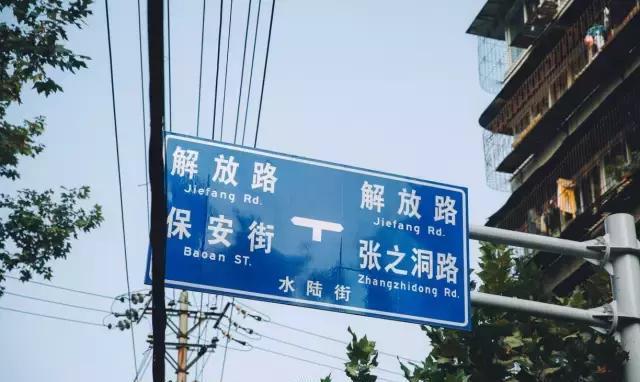 解放路
Jiefang Rd.
保安街
Baoan ST.
解放路
Jiefang Rd.
张之洞路
Zhangzhidong Rd.
水陆街